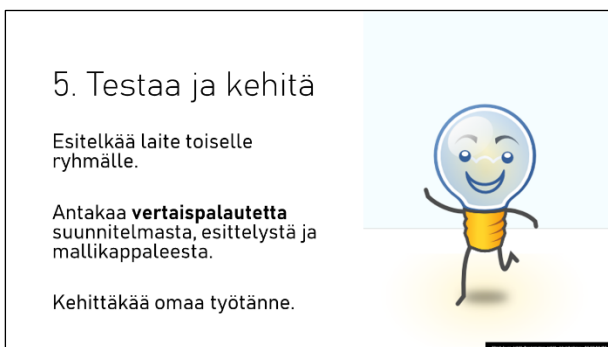 5. Testaa ja kehitä
Esitelkää laite toiselle
ryhmälle.
Antakaa vertaispalautetta
suunnitelmasta, esittelystä ja
mallikappaleesta.
Kehittäkää omaa työtänne.